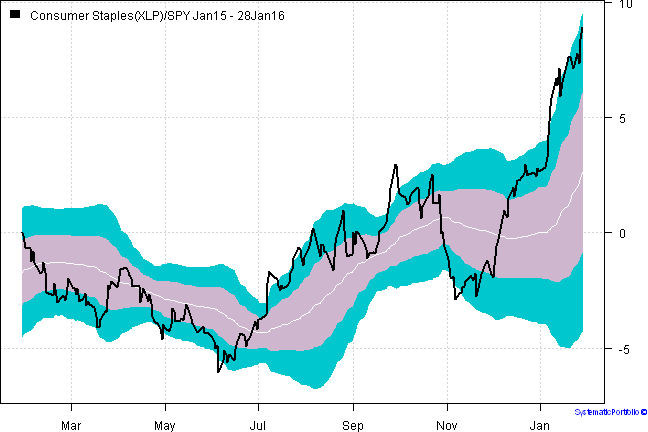 Consumer Staples(XLP)/SPY Jan15 - 28Jan16
10
5
0
-5
Mar May Jul Sep Nov Jan
SystematicPortfolio ©